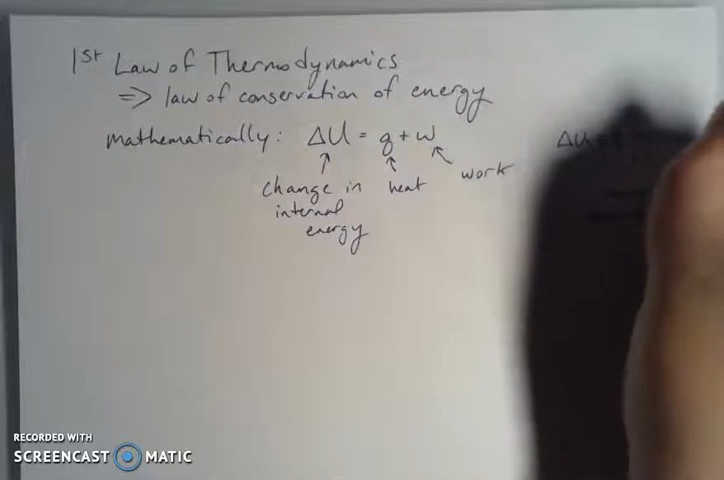 1st Law of Thermodynamics
=> law of conservation of energy
mathematically: ΔU = q + w
change in internal energy
heat
work
ΔU =
RECORDED WITH
SCREENCAST MATIC